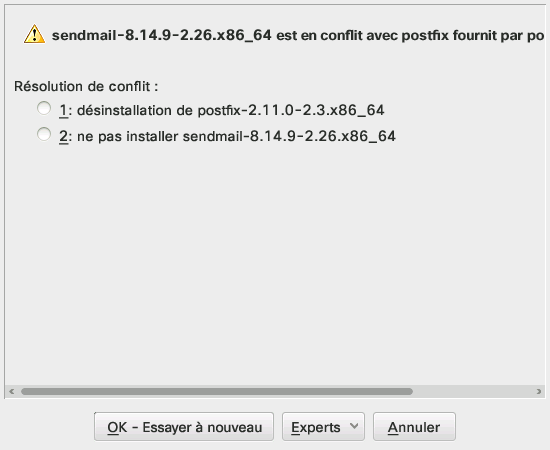 sendmail-8.14.9-2.26.x86_64 est en conflit avec postfix fournit par po
Résolution de conflit :
1: désinstallation de postfix-2.11.0-2.3.x86_64
2: ne pas installer sendmail-8.14.9-2.26.x86_64
OK - Essayer à nouveau Experts Annuler